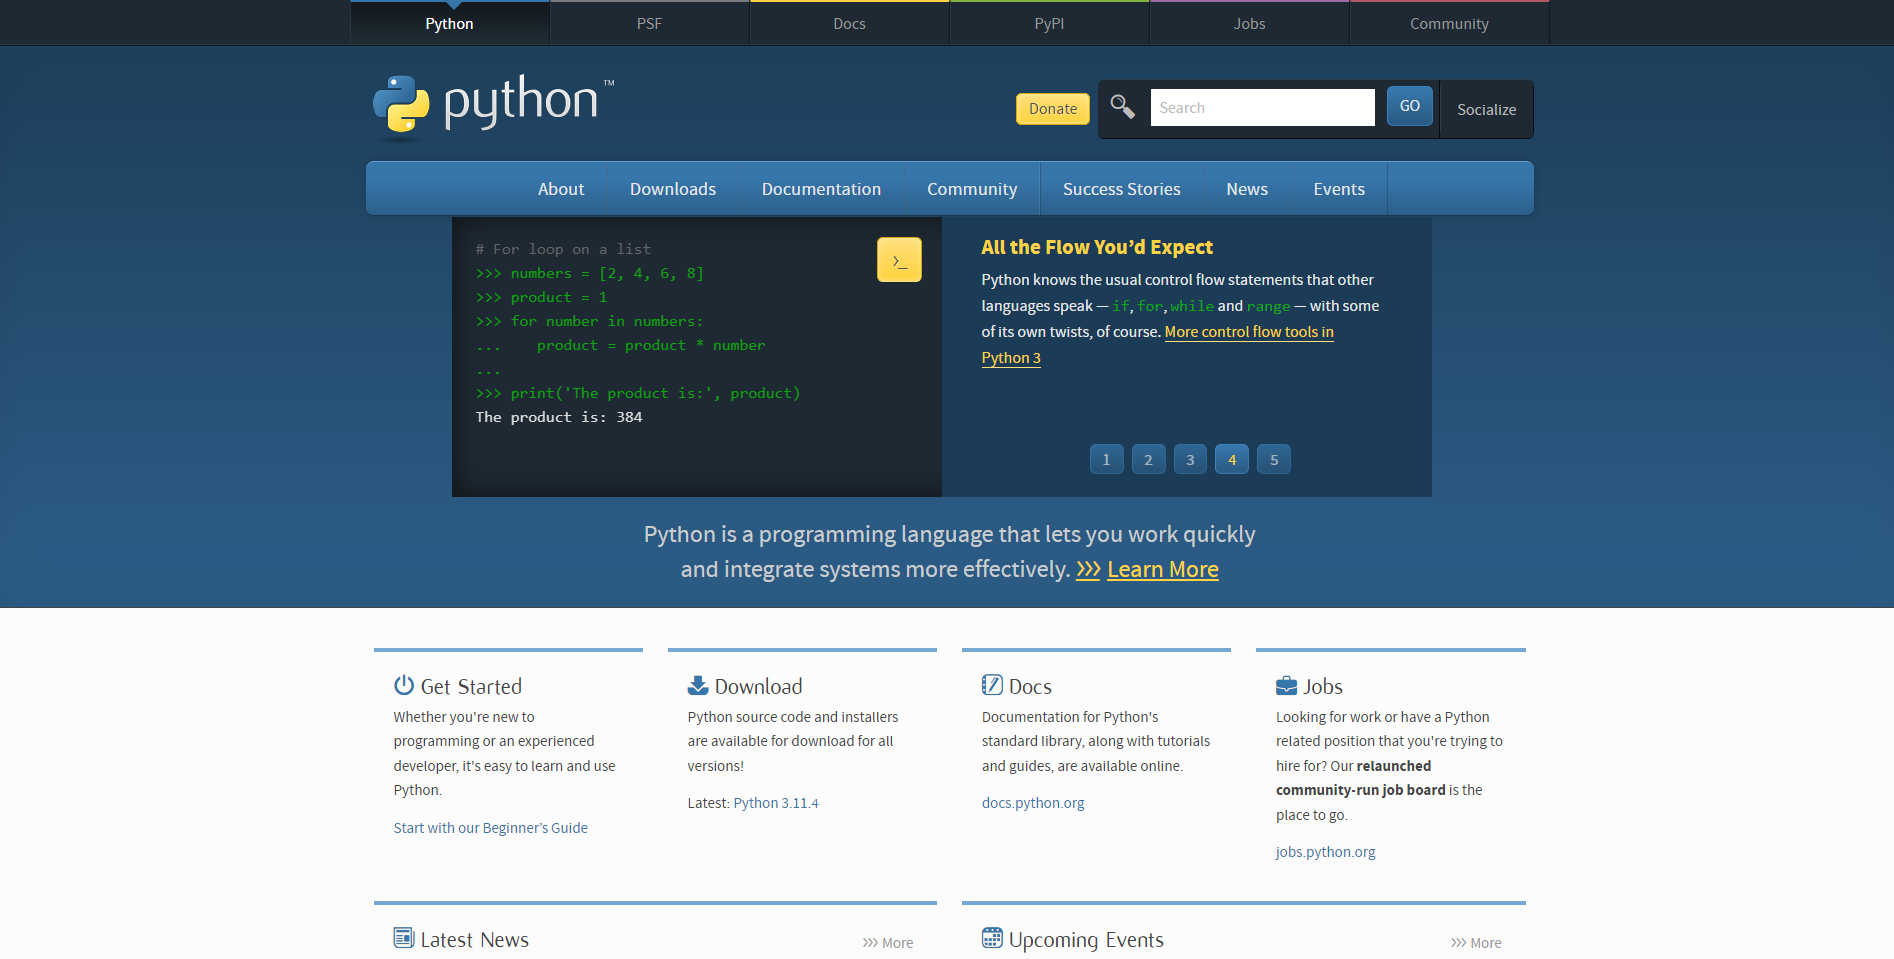 Python PSF Docs PyPI Jobs Community
python™
Donate Search GO Socialize
About Downloads Documentation Community Success Stories News Events
# For loop on a list
>>> numbers = [2, 4, 6, 8]
>>> product = 1
>>> for number in numbers:
...    product = product * number
...
>>> print('The product is:', product)
The product is: 384
>_
All the Flow You’d Expect
Python knows the usual control flow statements that other
languages speak — if, for, while and range — with some
of its own twists, of course. More control flow tools in
Python 3
1 2 3 4 5
Python is a programming language that lets you work quickly
and integrate systems more effectively. >>> Learn More
Get Started
Whether you're new to
programming or an experienced
developer, it's easy to learn and use
Python.
Start with our Beginner’s Guide
Download
Python source code and installers
are available for download for all
versions!
Latest: Python 3.11.4
Docs
Documentation for Python's
standard library, along with tutorials
and guides, are available online.
docs.python.org
Jobs
Looking for work or have a Python
related position that you're trying to
hire for? Our relaunched
community-run job board is the
place to go.
jobs.python.org
Latest News
>>> More
Upcoming Events
>>> More